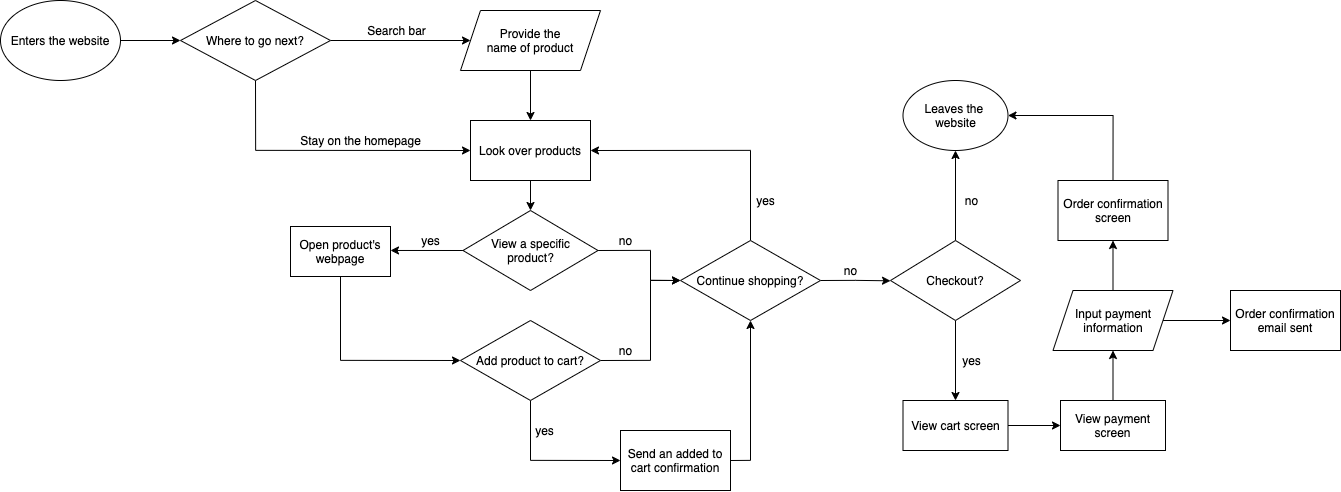 Enters the website
Where to go next?
Search bar
Provide the
name of product
Stay on the homepage
Look over products
Leaves the
website
yes
no
Order confirmation
screen
Open product's
webpage
yes
View a specific
product?
no
Continue shopping?
no
Checkout?
Input payment
information
Order confirmation
email sent
Add product to cart?
no
yes
yes
View cart screen
View payment
screen
Send an added to
cart confirmation